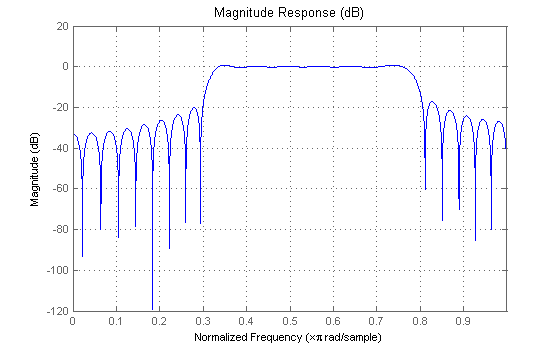 Magnitude Response (dB)
20
0
-20
-40
-60
-80
-100
-120
Magnitude (dB)
0 0.1 0.2 0.3 0.4 0.5 0.6 0.7 0.8 0.9
Normalized Frequency (×π rad/sample)